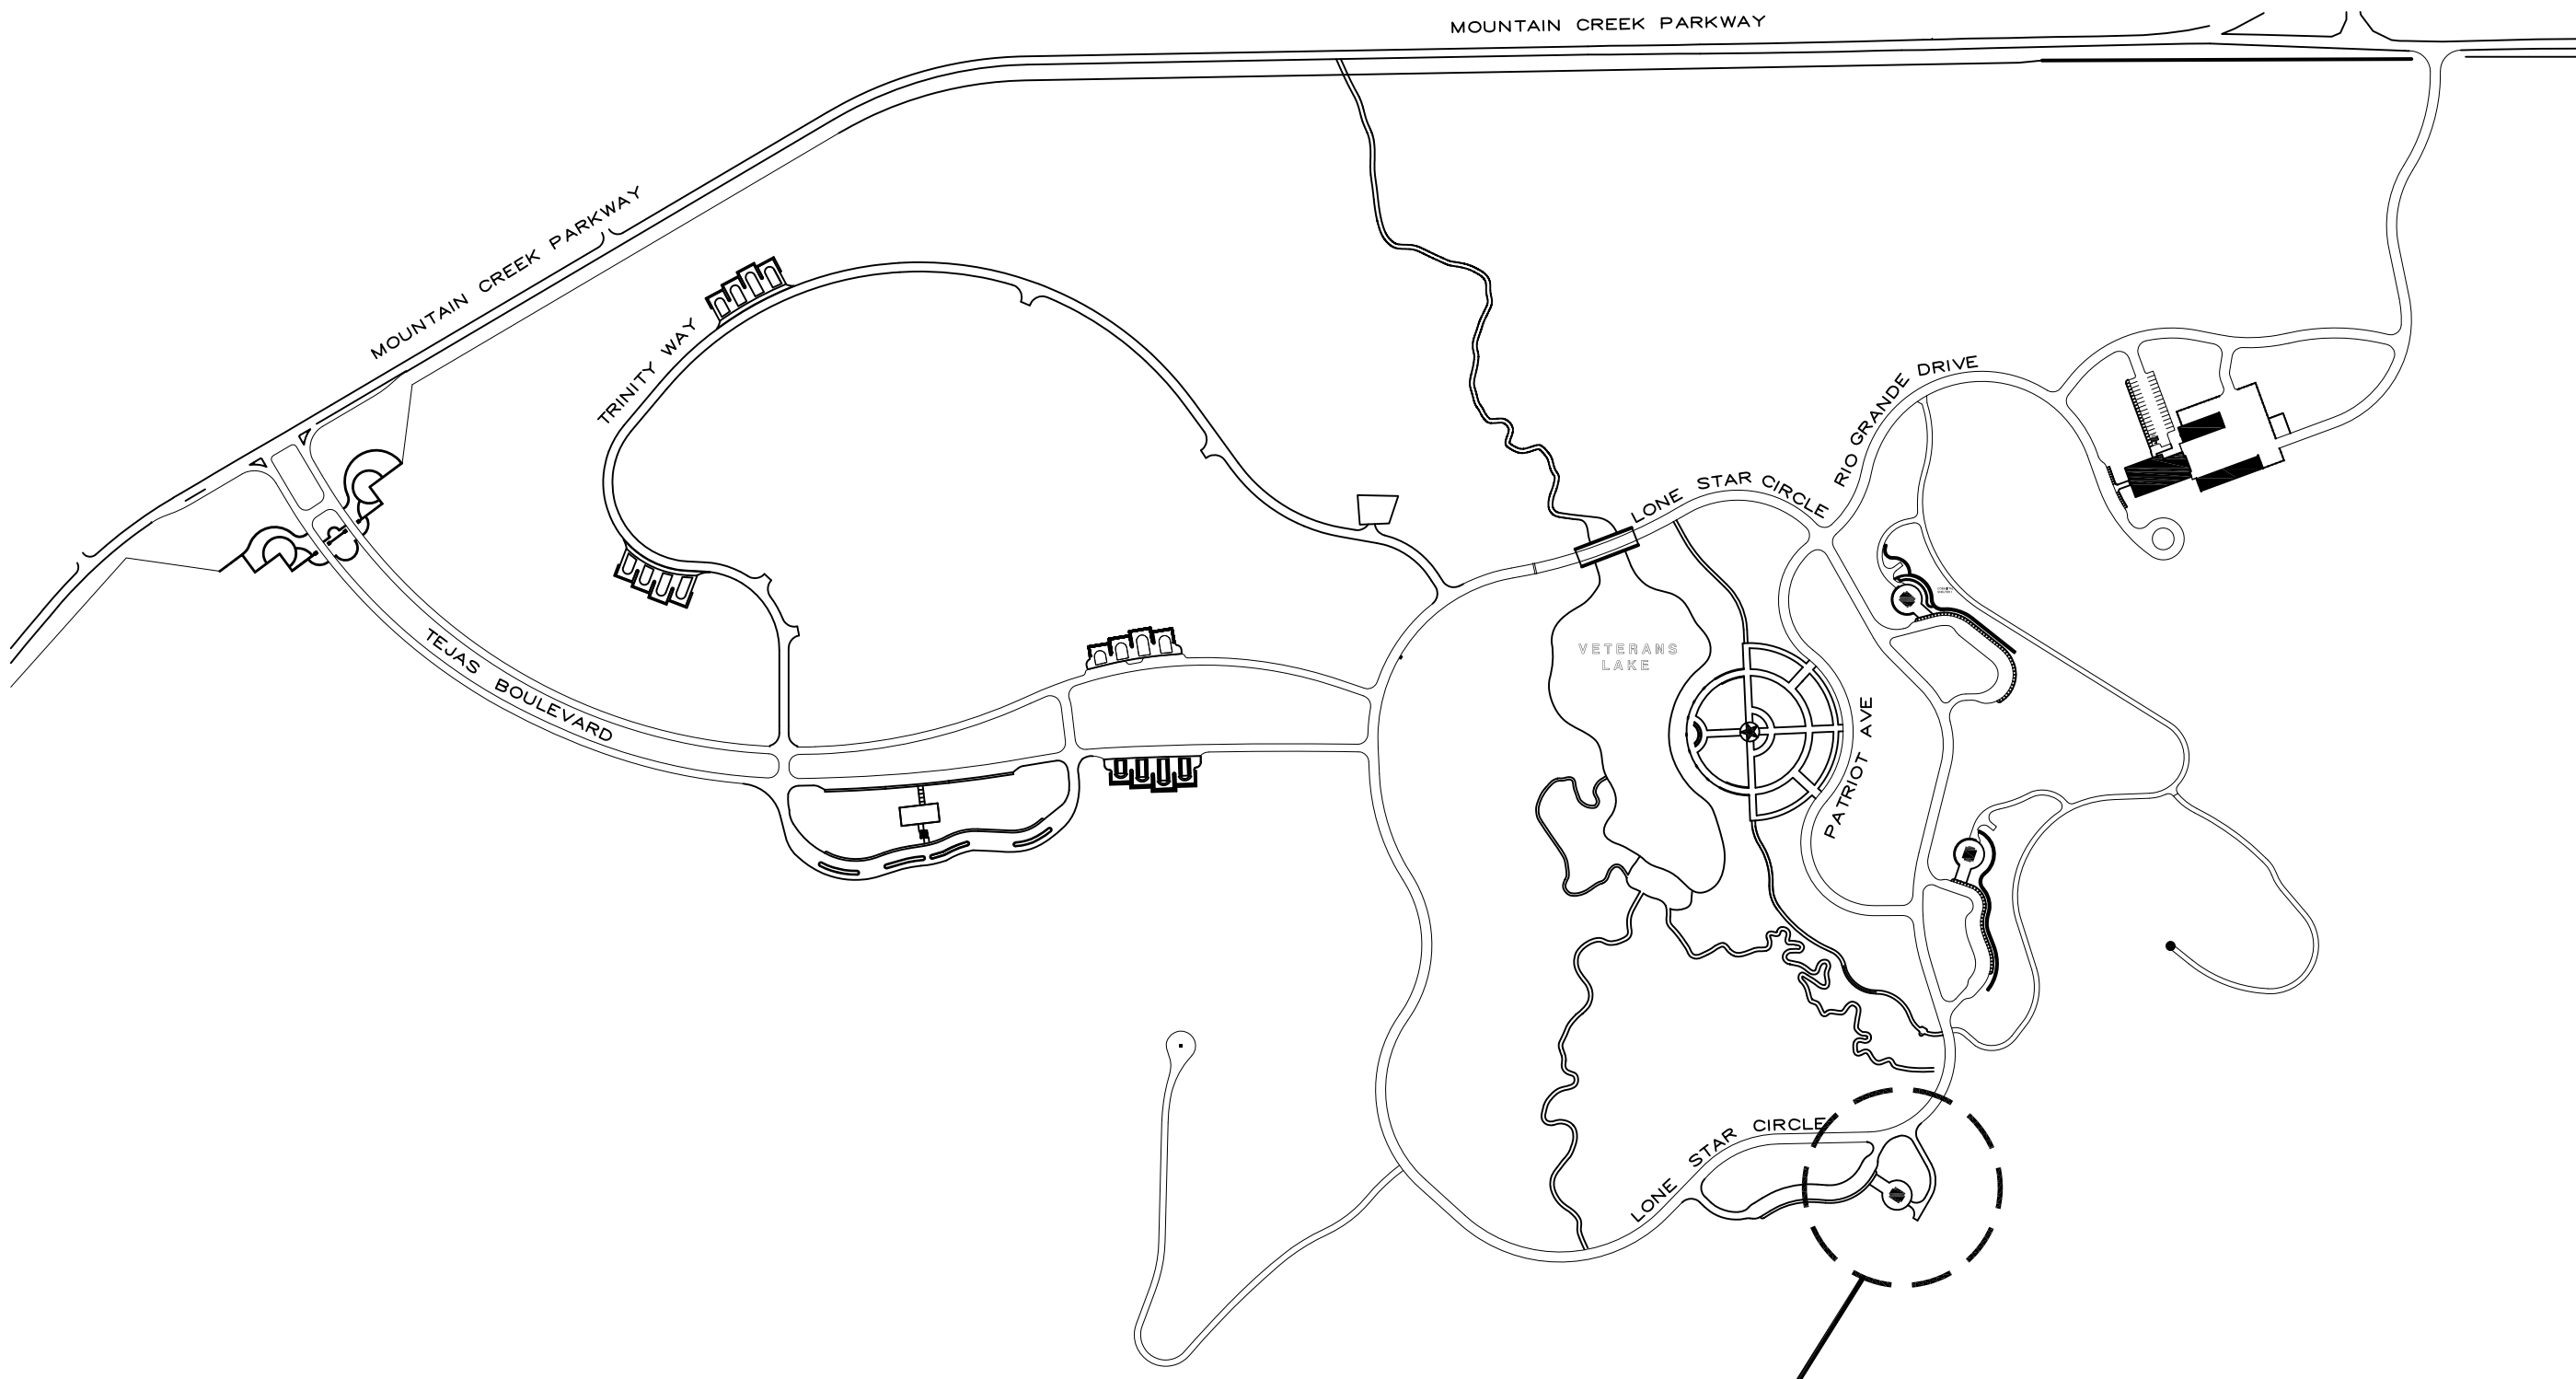 MOUNTAIN CREEK PARKWAY
MOUNTAIN CREEK PARKWAY
TRINITY WAY
RIO GRANDE DRIVE
LONE STAR CIRCLE
TEJAS BOULEVARD
VETERANS
LAKE
PATRIOT AVE
LONE STAR CIRCLE